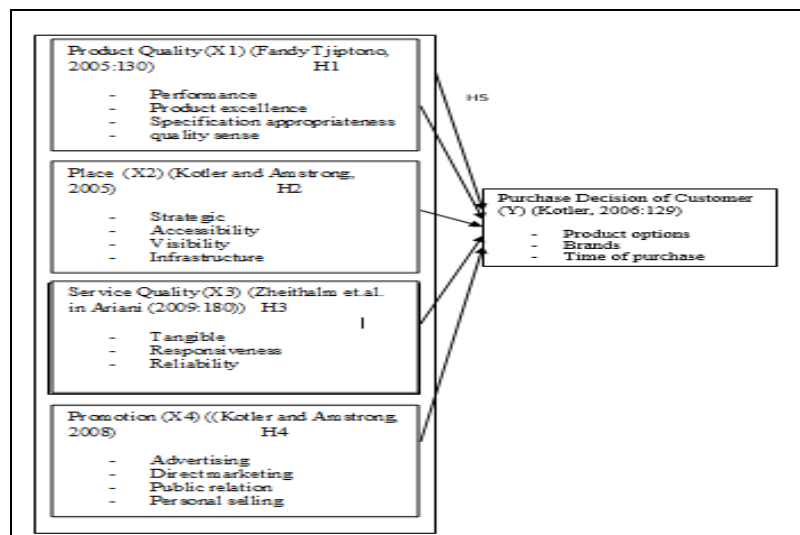 Product Quality (X1) (Fandy Tjiptono,
2005:130) H1
- Performance
- Product excellence
- Specification appropriateness
- quality sense
H5
Place (X2) (Kotler and Amstrong,
2005) H2
- Strategic
- Accessibility
- Visibility
- Infrastructure
Purchase Decision of Customer
(Y) (Kotler, 2006:129)
- Product options
- Brands
- Time of purchase
Service Quality (X3) (Zheithalm et.al.
in Ariani (2009:180)) H3
- Tangible
- Responsiveness
- Reliability
Promotion (X4) ((Kotler and Amstrong,
2008) H4
- Advertising
- Direct marketing
- Public relation
- Personal selling